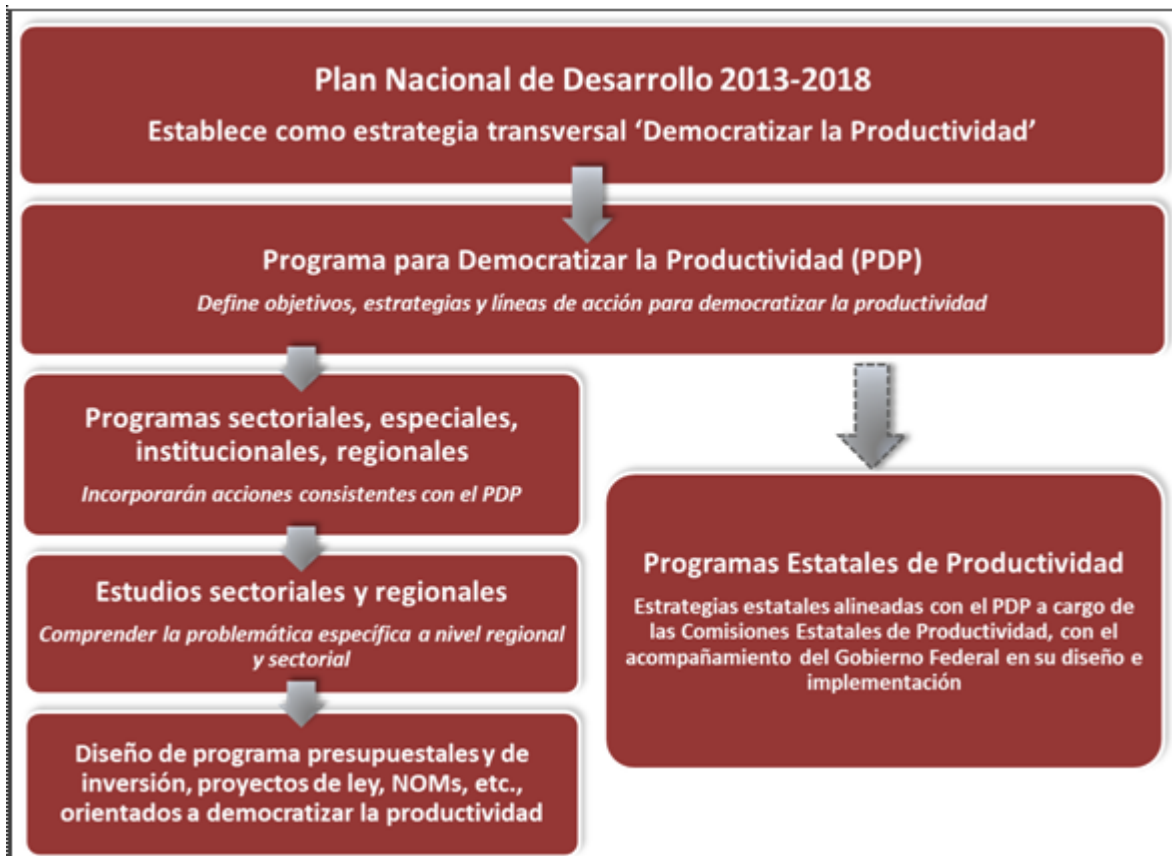 Plan Nacional de Desarrollo 2013-2018
Establece como estrategia transversal ‘Democratizar la Productividad’
Programa para Democratizar la Productividad (PDP)
Define objetivos, estrategias y líneas de acción para democratizar la productividad
Programas sectoriales, especiales,
institucionales, regionales
Incorporarán acciones consistentes con el PDP
Estudios sectoriales y regionales
Comprender la problemática específica a nivel regional
y sectorial
Diseño de programa presupuestales y de
inversión, proyectos de ley, NOMs, etc.,
orientados a democratizar la productividad
Programas Estatales de Productividad
Estrategias estatales alineadas con el PDP a cargo de
las Comisiones Estatales de Productividad, con el
acompañamiento del Gobierno Federal en su diseño e
implementación